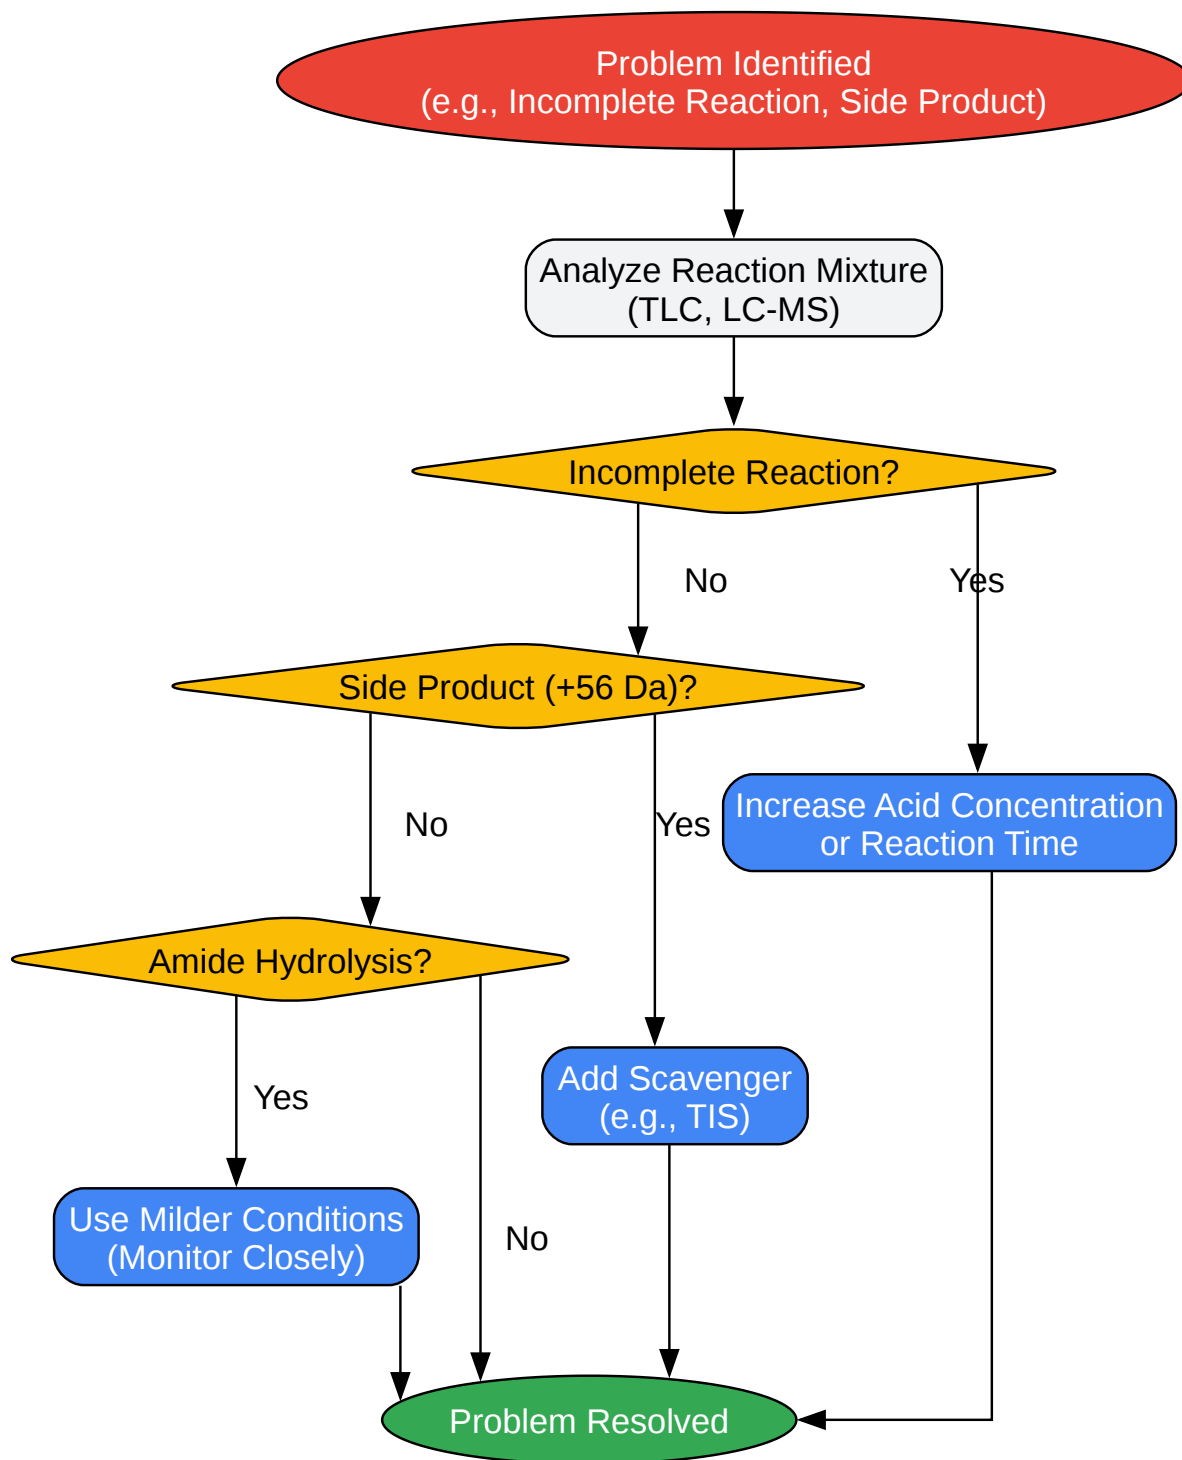 Problem Identified
(e.g., Incomplete Reaction, Side Product)
Analyze Reaction Mixture
(TLC, LC-MS)
Incomplete Reaction?
No
Yes
Side Product (+56 Da)?
Increase Acid Concentration
or Reaction Time
No
Yes
Amide Hydrolysis?
Add Scavenger
(e.g., TIS)
Yes
Use Milder Conditions
(Monitor Closely)
No
Problem Resolved